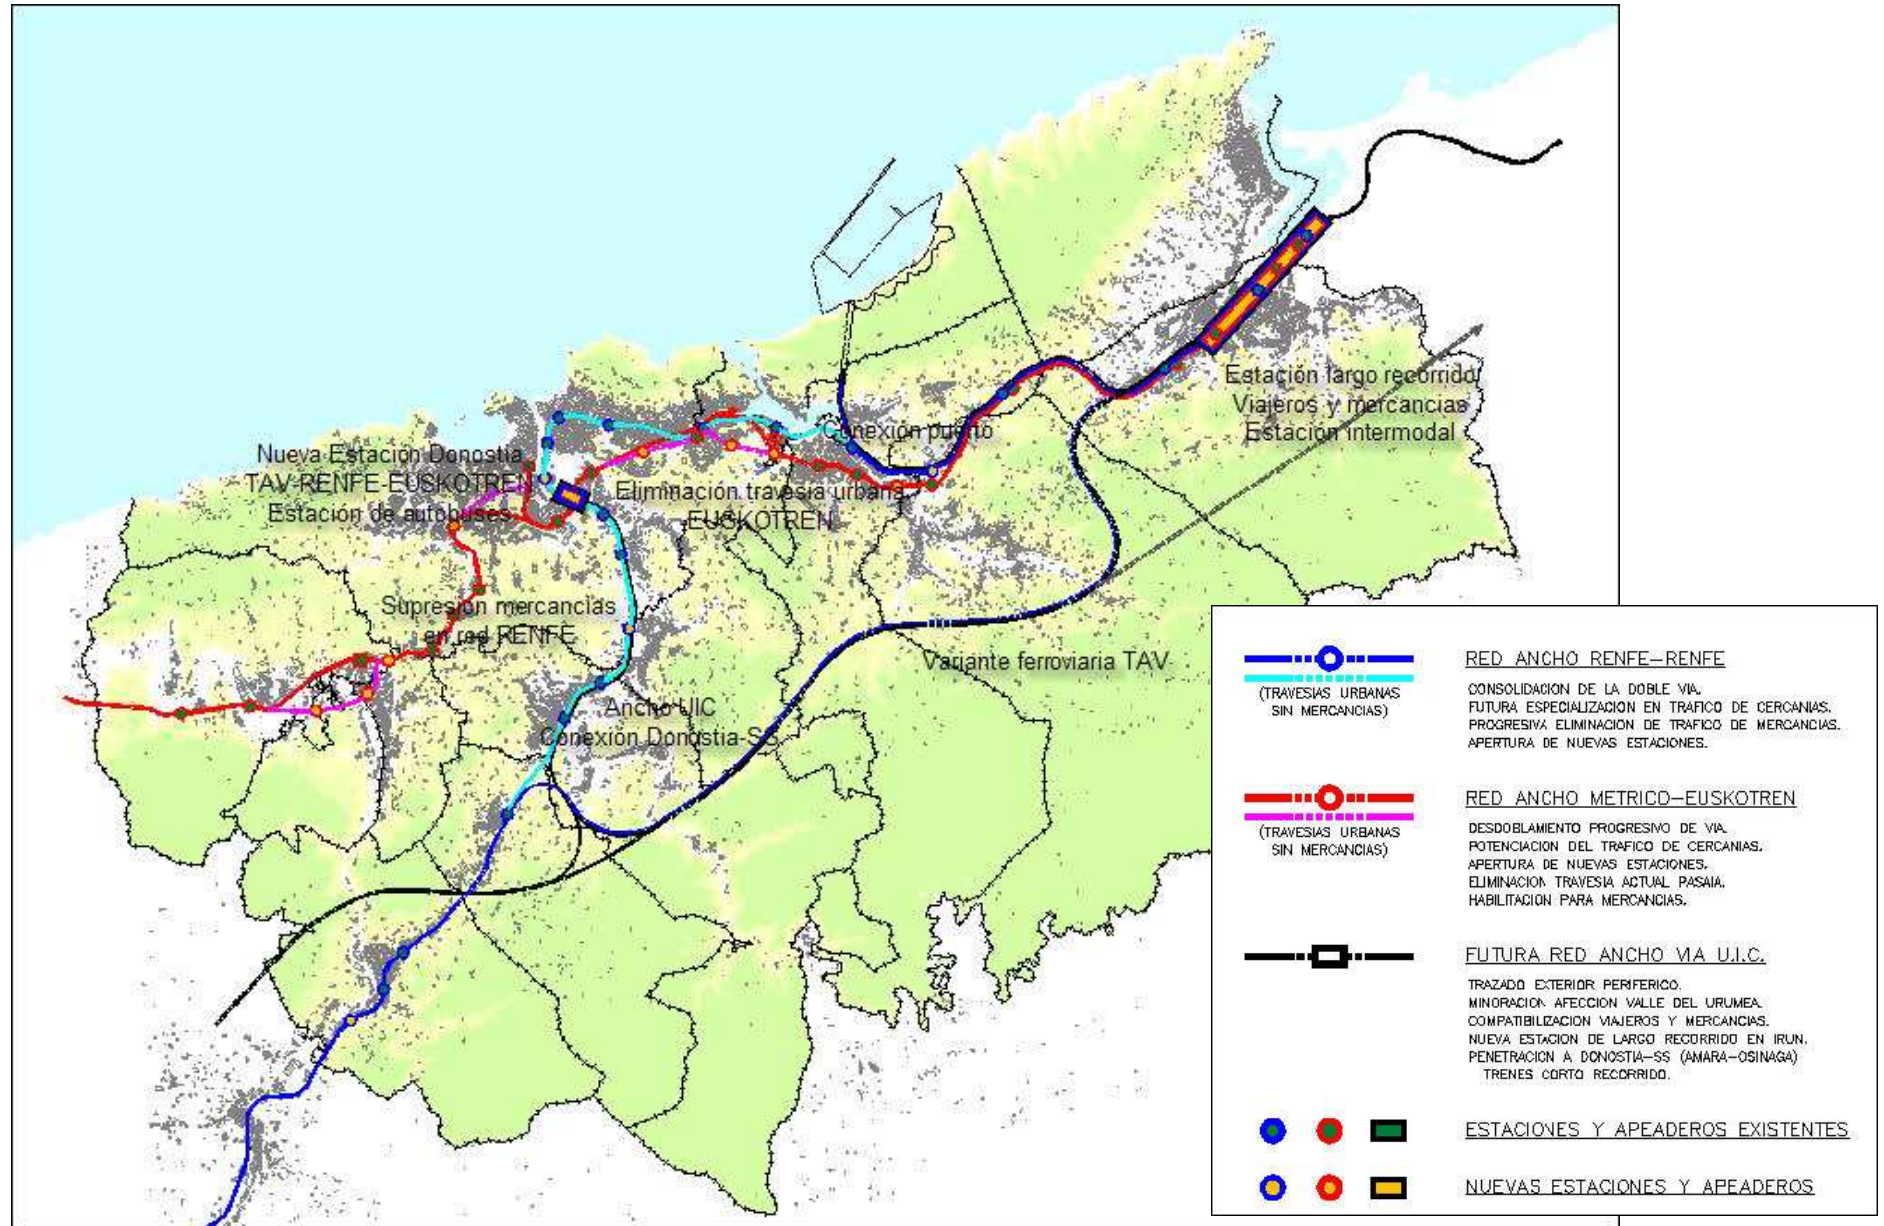 Estación largo recorrido
Viajeros y mercancias
Estación intermodal
Conexión puerto
Nueva Estación Donostia
TAV-RENFE-EUSKOTREN
Estación de autobuses
Eliminación travesia urbana
EUSKOTREN
Supresión mercancías
en red RENFE
Variante ferroviaria TAV
Ancho UIC
Conexión Donostia-SS
RED ANCHO RENFE-RENFE
(TRAVESIAS URBANAS
SIN MERCANCIAS)
CONSOLIDACION DE LA DOBLE VIA.
FUTURA ESPECIALIZACION EN TRAFICO DE CERCANIAS.
PROGRESIVA ELIMINACION DE TRAFICO DE MERCANCIAS.
APERTURA DE NUEVAS ESTACIONES.
RED ANCHO METRICO-EUSKOTREN
(TRAVESIAS URBANAS
SIN MERCANCIAS)
DESDOBLAMIENTO PROGRESIVO DE VIA.
POTENCIACION DEL TRAFICO DE CERCANIAS.
APERTURA DE NUEVAS ESTACIONES.
ELIMINACION TRAVESIA ACTUAL PASAIA.
HABILITACION PARA MERCANCIAS.
FUTURA RED ANCHO VIA U.I.C.
TRAZADO EXTERIOR PERIFERICO.
MINORACION AFECCION VALLE DEL URUMEA.
COMPATIBILIZACION VIAJEROS Y MERCANCIAS.
NUEVA ESTACION DE LARGO RECORRIDO EN IRUN.
PENETRACION A DONOSTIA-SS (AMARA-OSINAGA)
TRENES CORTO RECORRIDO.
ESTACIONES Y APEADEROS EXISTENTES
NUEVAS ESTACIONES Y APEADEROS